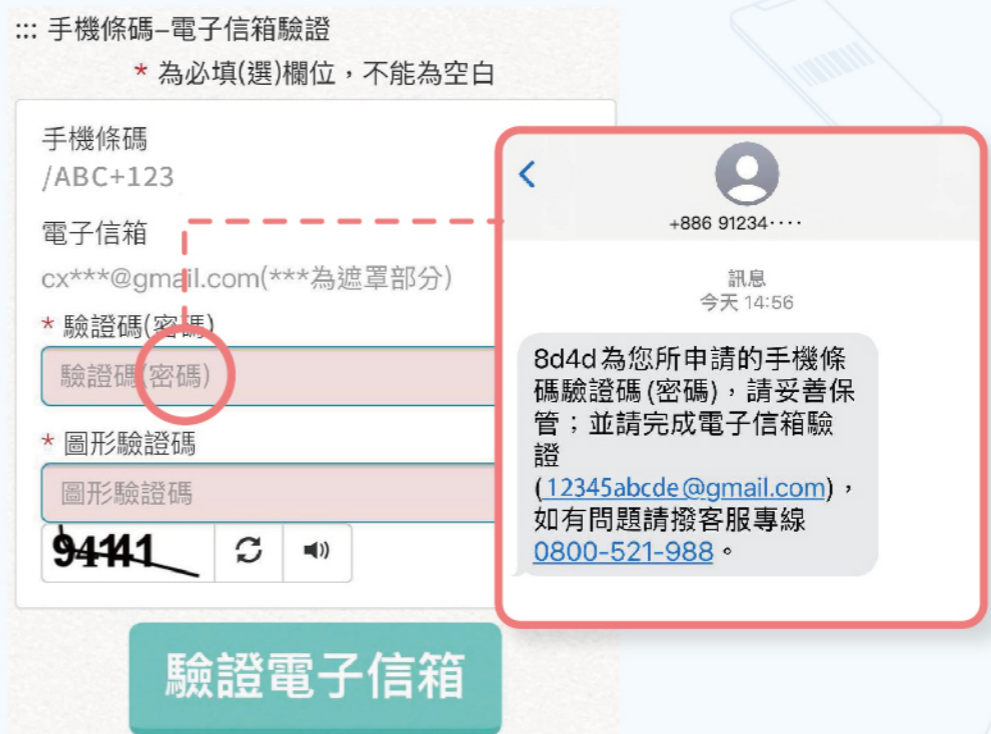 ::: 手機條碼–電子信箱驗證
* 為必填(選)欄位，不能為空白
手機條碼
/ABC+123
電子信箱
cx***@gmail.com(***為遮罩部分)
* 驗證碼(密碼)
驗證碼(密碼)
* 圖形驗證碼
圖形驗證碼
94141
驗證電子信箱
+886 91234····
訊息
今天 14:56
8d4d為您所申請的手機條
碼驗證碼(密碼)，請妥善保
管；並請完成電子信箱驗
證
(12345abcde@gmail.com)，
如有問題請撥客服專線
0800-521-988。